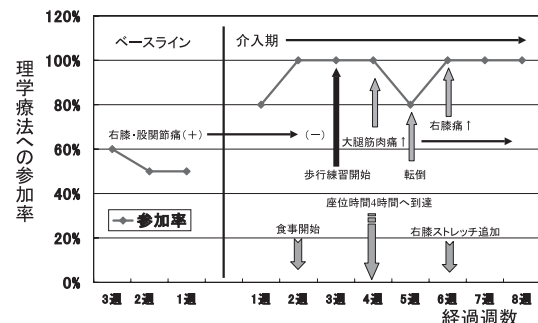 120%
ベースライン
介入期
100%
80%
60%
40%
20%
0%
理学療法への参加率
右膝・股関節痛(+)
(ー)
大腿筋肉痛↑
右膝痛↑
歩行練習開始
転倒
座位時間4時間へ到達
参加率
食事開始
右膝ストレッチ追加
3週 2週 1週 1週 2週 3週 4週 5週 6週 7週 8週
経過週数